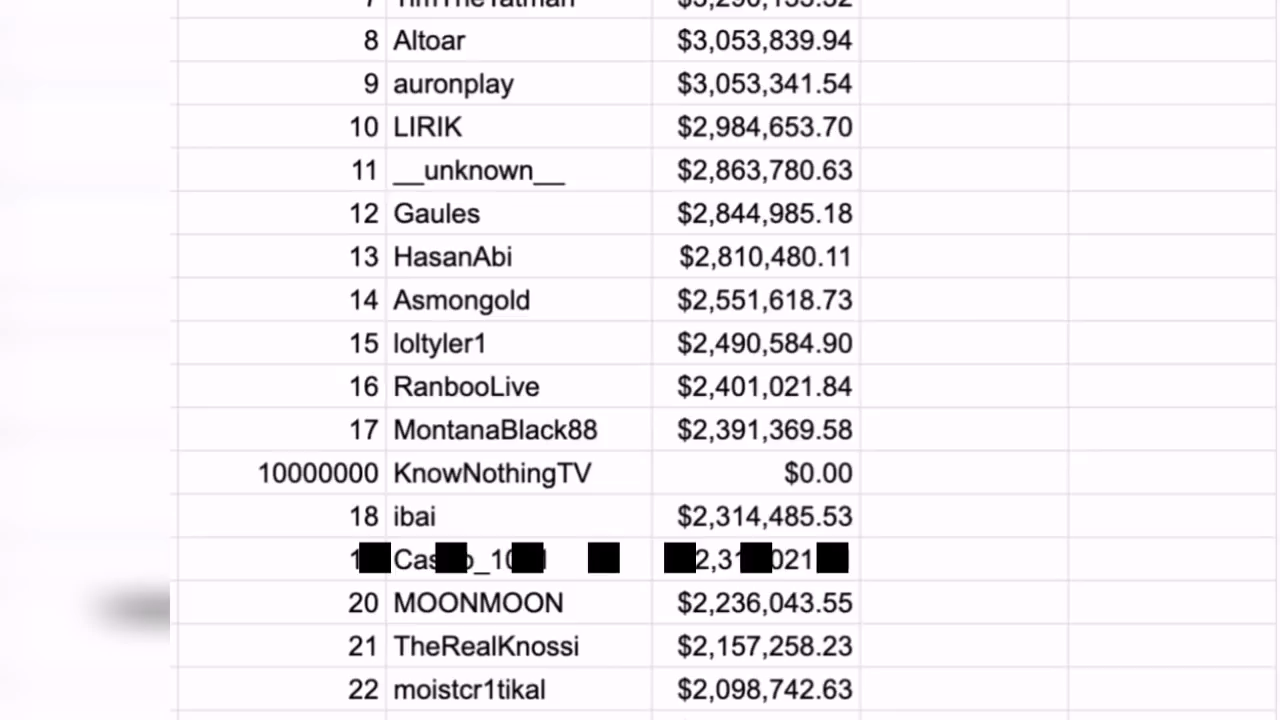 8 Altoar $3,053,839.94
9 auronplay $3,053,341.54
10 LIRIK $2,984,653.70
11 __unknown__ $2,863,780.63
12 Gaules $2,844,985.18
13 HasanAbi $2,810,480.11
14 Asmongold $2,551,618.73
15 loltyler1 $2,490,584.90
16 RanbooLive $2,401,021.84
17 MontanaBlack88 $2,391,369.58
10000000 KnowNothingTV $0.00
18 ibai $2,314,485.53
20 MOONMOON $2,236,043.55
21 TheRealKnossi $2,157,258.23
22 moistcr1tikal $2,098,742.63